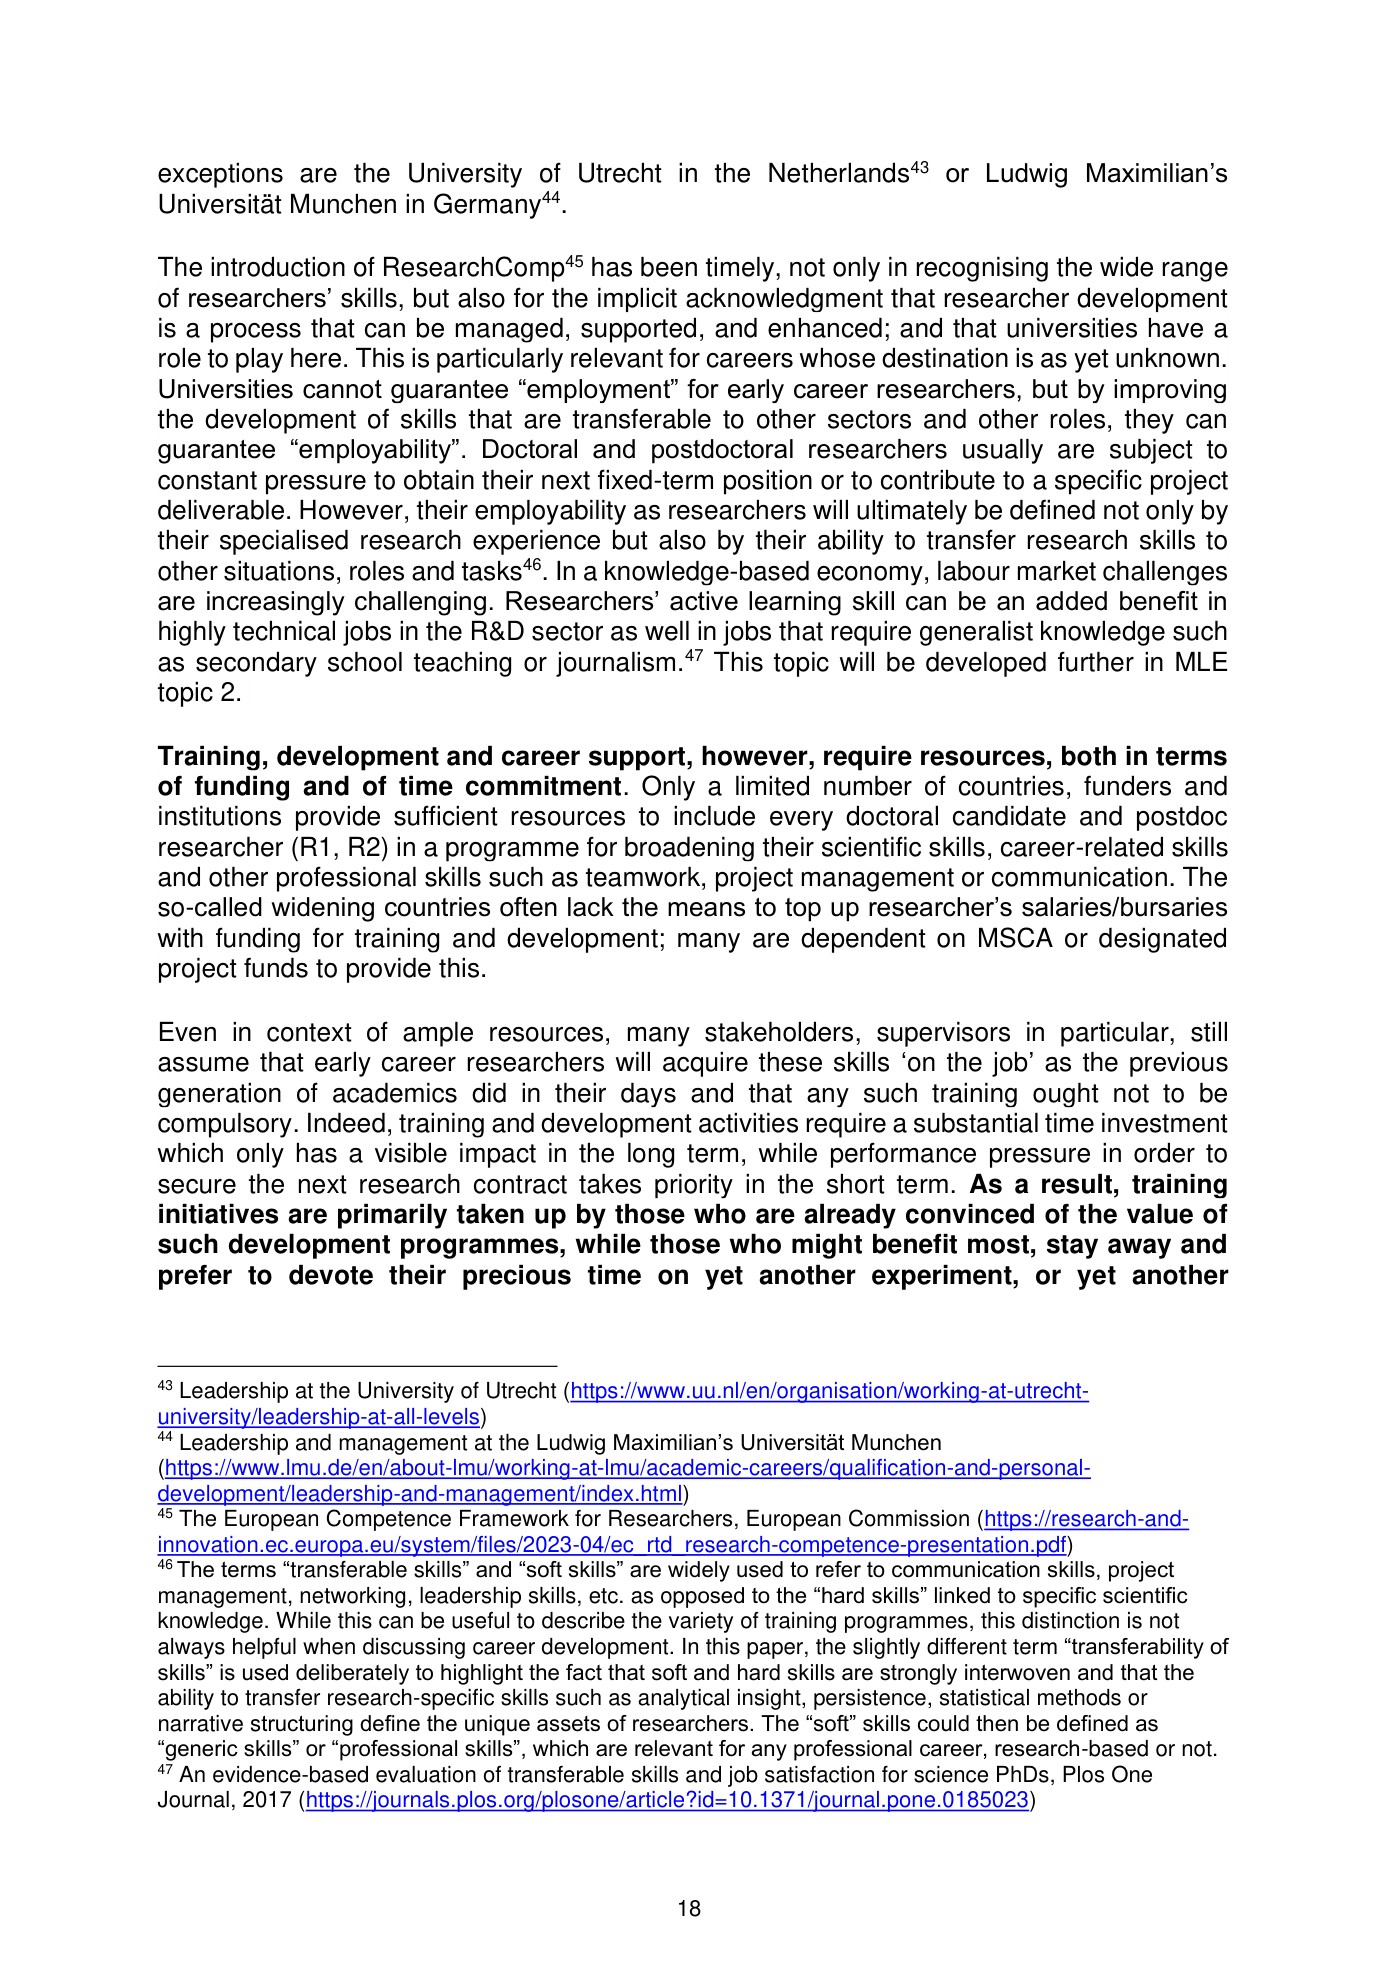 exceptions are the University of Utrecht in the Netherlands43 or Ludwig Maximilian’s
Universität Munchen in Germany44.
The introduction of ResearchComp45 has been timely, not only in recognising the wide range
of researchers’ skills, but also for the implicit acknowledgment that researcher development
is a process that can be managed, supported, and enhanced; and that universities have a
role to play here. This is particularly relevant for careers whose destination is as yet unknown.
Universities cannot guarantee “employment” for early career researchers, but by improving
the development of skills that are transferable to other sectors and other roles, they can
guarantee “employability”. Doctoral and postdoctoral researchers usually are subject to
constant pressure to obtain their next fixed-term position or to contribute to a specific project
deliverable. However, their employability as researchers will ultimately be defined not only by
their specialised research experience but also by their ability to transfer research skills to
other situations, roles and tasks46. In a knowledge-based economy, labour market challenges
are increasingly challenging. Researchers’ active learning skill can be an added benefit in
highly technical jobs in the R&D sector as well in jobs that require generalist knowledge such
as secondary school teaching or journalism.47 This topic will be developed further in MLE
topic 2.
Training, development and career support, however, require resources, both in terms
of funding and of time commitment. Only a limited number of countries, funders and
institutions provide sufficient resources to include every doctoral candidate and postdoc
researcher (R1, R2) in a programme for broadening their scientific skills, career-related skills
and other professional skills such as teamwork, project management or communication. The
so-called widening countries often lack the means to top up researcher’s salaries/bursaries
with funding for training and development; many are dependent on MSCA or designated
project funds to provide this.
Even in context of ample resources, many stakeholders, supervisors in particular, still
assume that early career researchers will acquire these skills ‘on the job’ as the previous
generation of academics did in their days and that any such training ought not to be
compulsory. Indeed, training and development activities require a substantial time investment
which only has a visible impact in the long term, while performance pressure in order to
secure the next research contract takes priority in the short term. As a result, training
initiatives are primarily taken up by those who are already convinced of the value of
such development programmes, while those who might benefit most, stay away and
prefer to devote their precious time on yet another experiment, or yet another
43 Leadership at the University of Utrecht (https://www.uu.nl/en/organisation/working-at-utrecht-
university/leadership-at-all-levels)
44 Leadership and management at the Ludwig Maximilian’s Universität Munchen
(https://www.lmu.de/en/about-lmu/working-at-lmu/academic-careers/qualification-and-personal-
development/leadership-and-management/index.html)
45 The European Competence Framework for Researchers, European Commission (https://research-and-
innovation.ec.europa.eu/system/files/2023-04/ec_rtd_research-competence-presentation.pdf)
46 The terms “transferable skills” and “soft skills” are widely used to refer to communication skills, project
management, networking, leadership skills, etc. as opposed to the “hard skills” linked to specific scientific
knowledge. While this can be useful to describe the variety of training programmes, this distinction is not
always helpful when discussing career development. In this paper, the slightly different term “transferability of
skills” is used deliberately to highlight the fact that soft and hard skills are strongly interwoven and that the
ability to transfer research-specific skills such as analytical insight, persistence, statistical methods or
narrative structuring define the unique assets of researchers. The “soft” skills could then be defined as
“generic skills” or “professional skills”, which are relevant for any professional career, research-based or not.
47 An evidence-based evaluation of transferable skills and job satisfaction for science PhDs, Plos One
Journal, 2017 (https://journals.plos.org/plosone/article?id=10.1371/journal.pone.0185023)
18